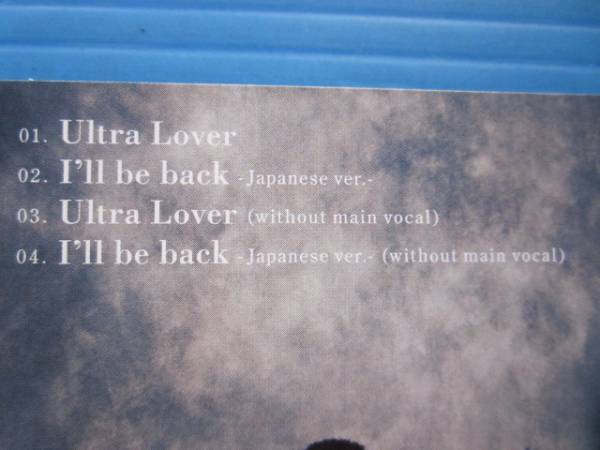 01. Ultra Lover
02. I'll be back -Japanese ver.-
03. Ultra Lover (without main vocal)
04. I'll be back -Japanese ver.- (without main vocal)